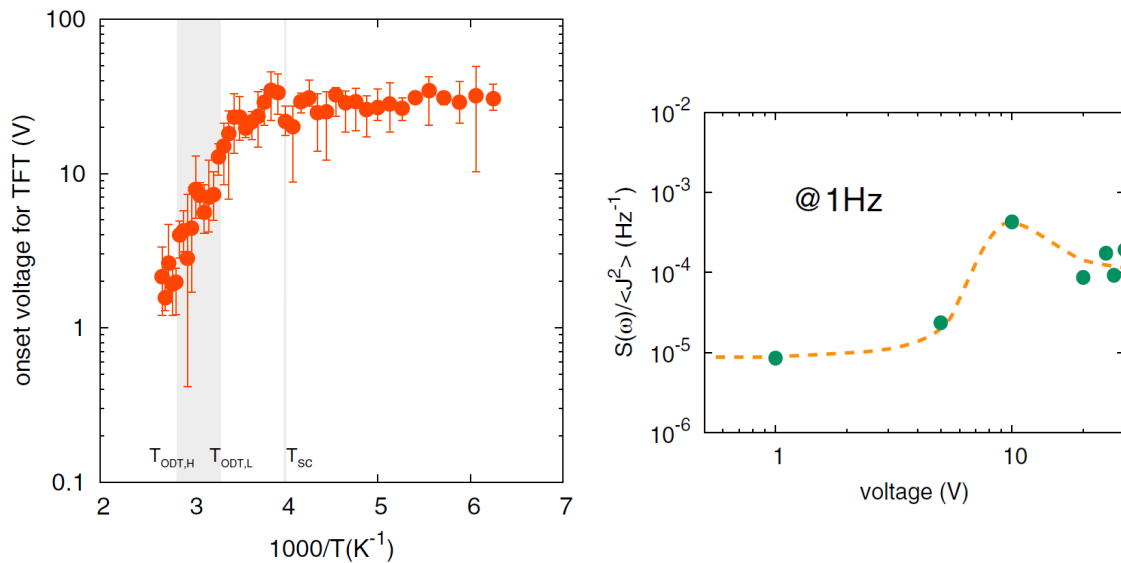 onset voltage for TFT (V)
100
10
1
0.1
T_ODT,H T_ODT,L T_SC
2 3 4 5 6 7
1000/T(K⁻¹)
S(ω)/<J²> (Hz⁻¹)
10⁻²
10⁻³
10⁻⁴
10⁻⁵
10⁻⁶
@1Hz
1 10
voltage (V)